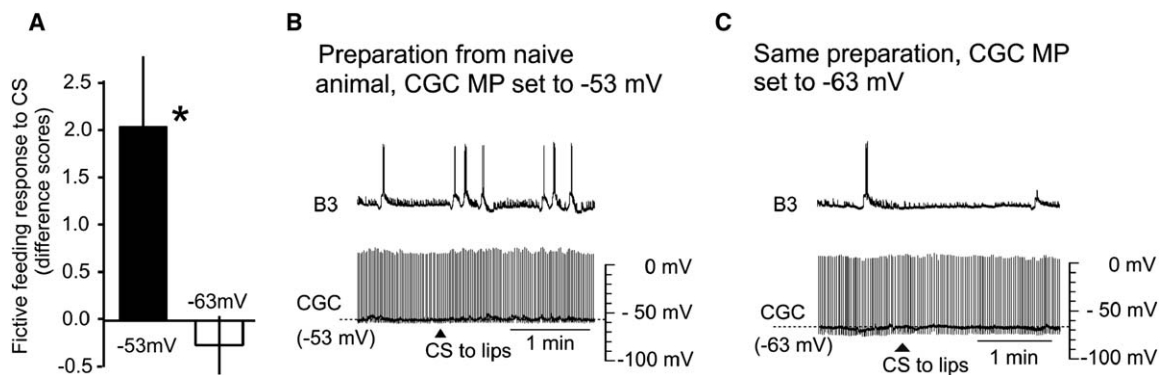 A
Fictive feeding response to CS
(difference scores)
2.5
2.0
1.5
1.0
0.5
0.0
-0.5
*
-63mV
-53mV
B
Preparation from naive
animal, CGC MP set to -53 mV
B3
CGC
(-53 mV)
CS to lips
1 min
0 mV
- 50 mV
-100 mV
C
Same preparation, CGC MP
set to -63 mV
B3
CGC
(-63 mV)
CS to lips
1 min
0 mV
- 50 mV
-100 mV